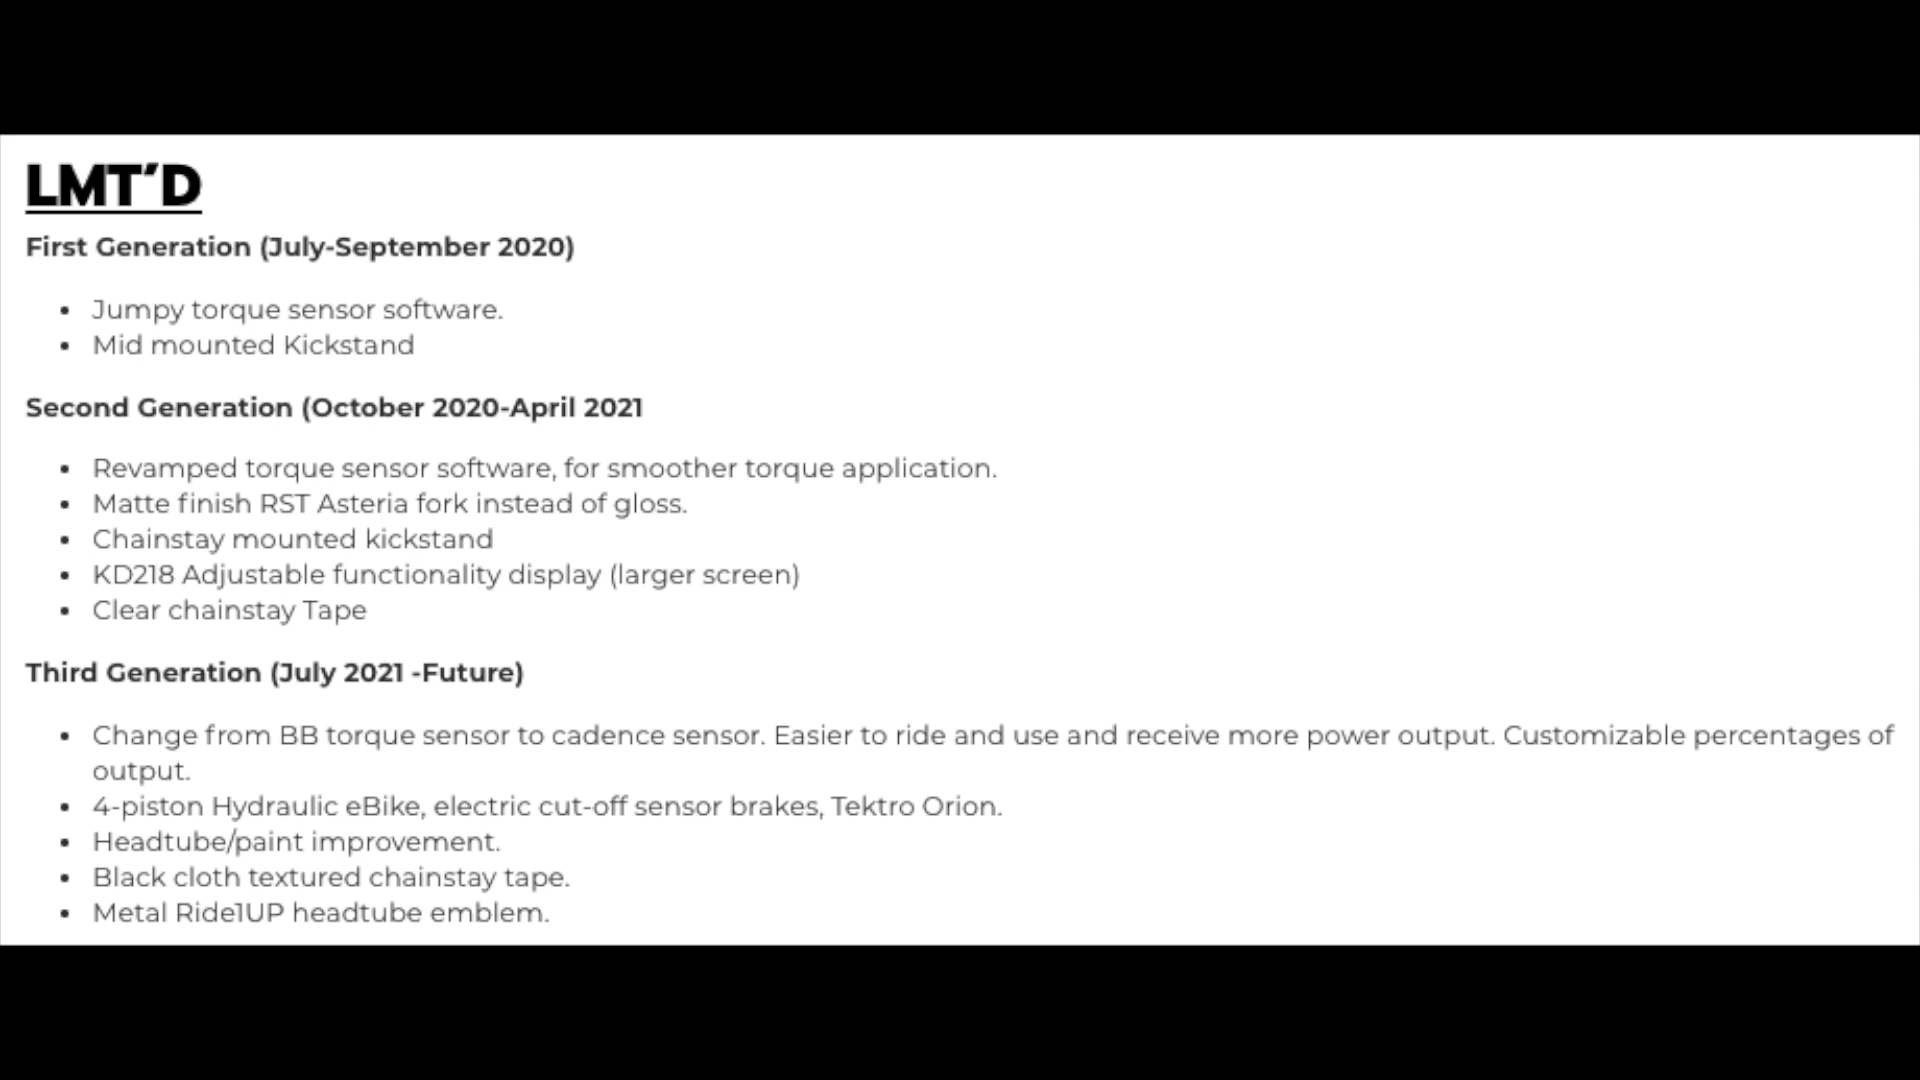 LMT'D
First Generation (July-September 2020)
• Jumpy torque sensor software.
• Mid mounted Kickstand
Second Generation (October 2020-April 2021
• Revamped torque sensor software, for smoother torque application.
• Matte finish RST Asteria fork instead of gloss.
• Chainstay mounted kickstand
• KD218 Adjustable functionality display (larger screen)
• Clear chainstay Tape
Third Generation (July 2021 -Future)
• Change from BB torque sensor to cadence sensor. Easier to ride and use and receive more power output. Customizable percentages of
output.
• 4-piston Hydraulic eBike, electric cut-off sensor brakes, Tektro Orion.
• Headtube/paint improvement.
• Black cloth textured chainstay tape.
• Metal Ride1UP headtube emblem.